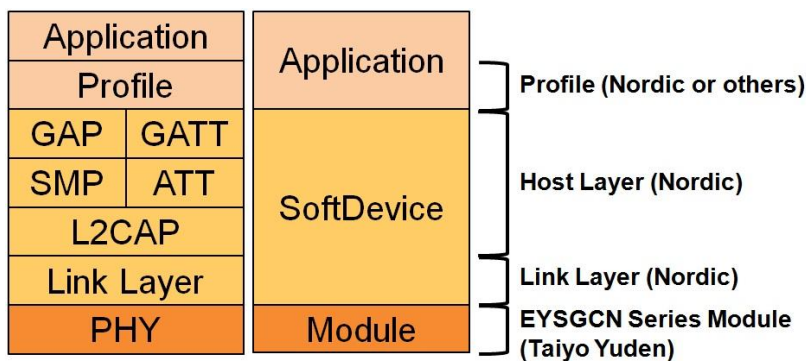 Application
Profile
GAP GATT
SMP ATT
L2CAP
Link Layer
PHY
Application
SoftDevice
Module
Profile (Nordic or others)
Host Layer (Nordic)
Link Layer (Nordic)
EYSGCN Series Module
(Taiyo Yuden)